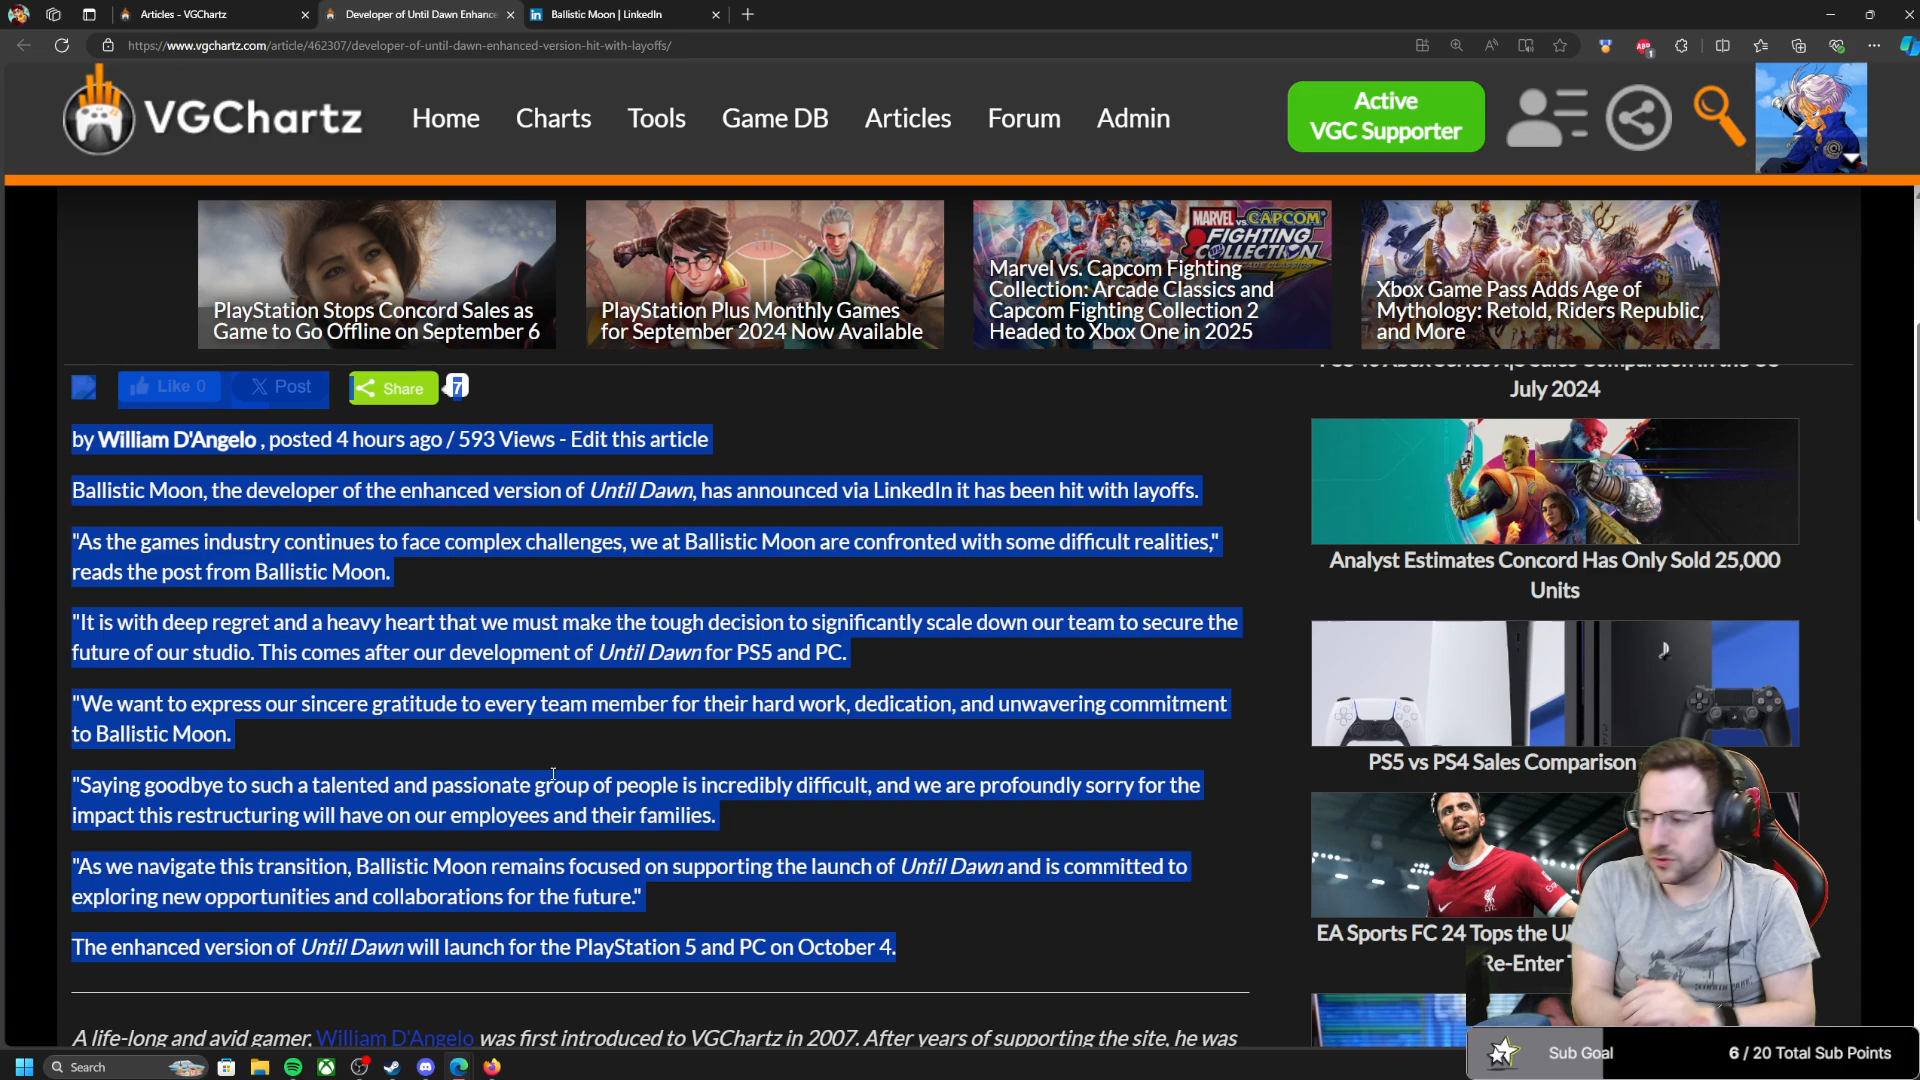 Articles - VGChartz
Developer of Until Dawn Enhance
Ballistic Moon | LinkedIn
https://www.vgchartz.com/article/462307/developer-of-until-dawn-enhanced-version-hit-with-layoffs/
VGChartz
Home
Charts
Tools
Game DB
Articles
Forum
Admin
Active
VGC Supporter
PlayStation Stops Concord Sales as
Game to Go Offline on September 6
PlayStation Plus Monthly Games
for September 2024 Now Available
MARVEL VS. CAPCOM
FIGHTING
COLLECTION
Marvel vs. Capcom Fighting
Collection: Arcade Classics and
Capcom Fighting Collection 2
Headed to Xbox One in 2025
Xbox Game Pass Adds Age of
Mythology: Retold, Riders Republic,
and More
Like 0
Post
Share
7
July 2024
by William D'Angelo , posted 4 hours ago / 593 Views - Edit this article
Ballistic Moon, the developer of the enhanced version of Until Dawn, has announced via LinkedIn it has been hit with layoffs.
"As the games industry continues to face complex challenges, we at Ballistic Moon are confronted with some difficult realities,"
reads the post from Ballistic Moon.
"It is with deep regret and a heavy heart that we must make the tough decision to significantly scale down our team to secure the
future of our studio. This comes after our development of Until Dawn for PS5 and PC.
"We want to express our sincere gratitude to every team member for their hard work, dedication, and unwavering commitment
to Ballistic Moon.
"Saying goodbye to such a talented and passionate group of people is incredibly difficult, and we are profoundly sorry for the
impact this restructuring will have on our employees and their families.
"As we navigate this transition, Ballistic Moon remains focused on supporting the launch of Until Dawn and is committed to
exploring new opportunities and collaborations for the future."
The enhanced version of Until Dawn will launch for the PlayStation 5 and PC on October 4.
A life-long and avid gamer, William D'Angelo was first introduced to VGChartz in 2007. After years of supporting the site, he was
Analyst Estimates Concord Has Only Sold 25,000
Units
PS5 vs PS4 Sales Comparison
EA Sports FC 24 Tops the U
Re-Enter
Search
Sub Goal
6 / 20 Total Sub Points